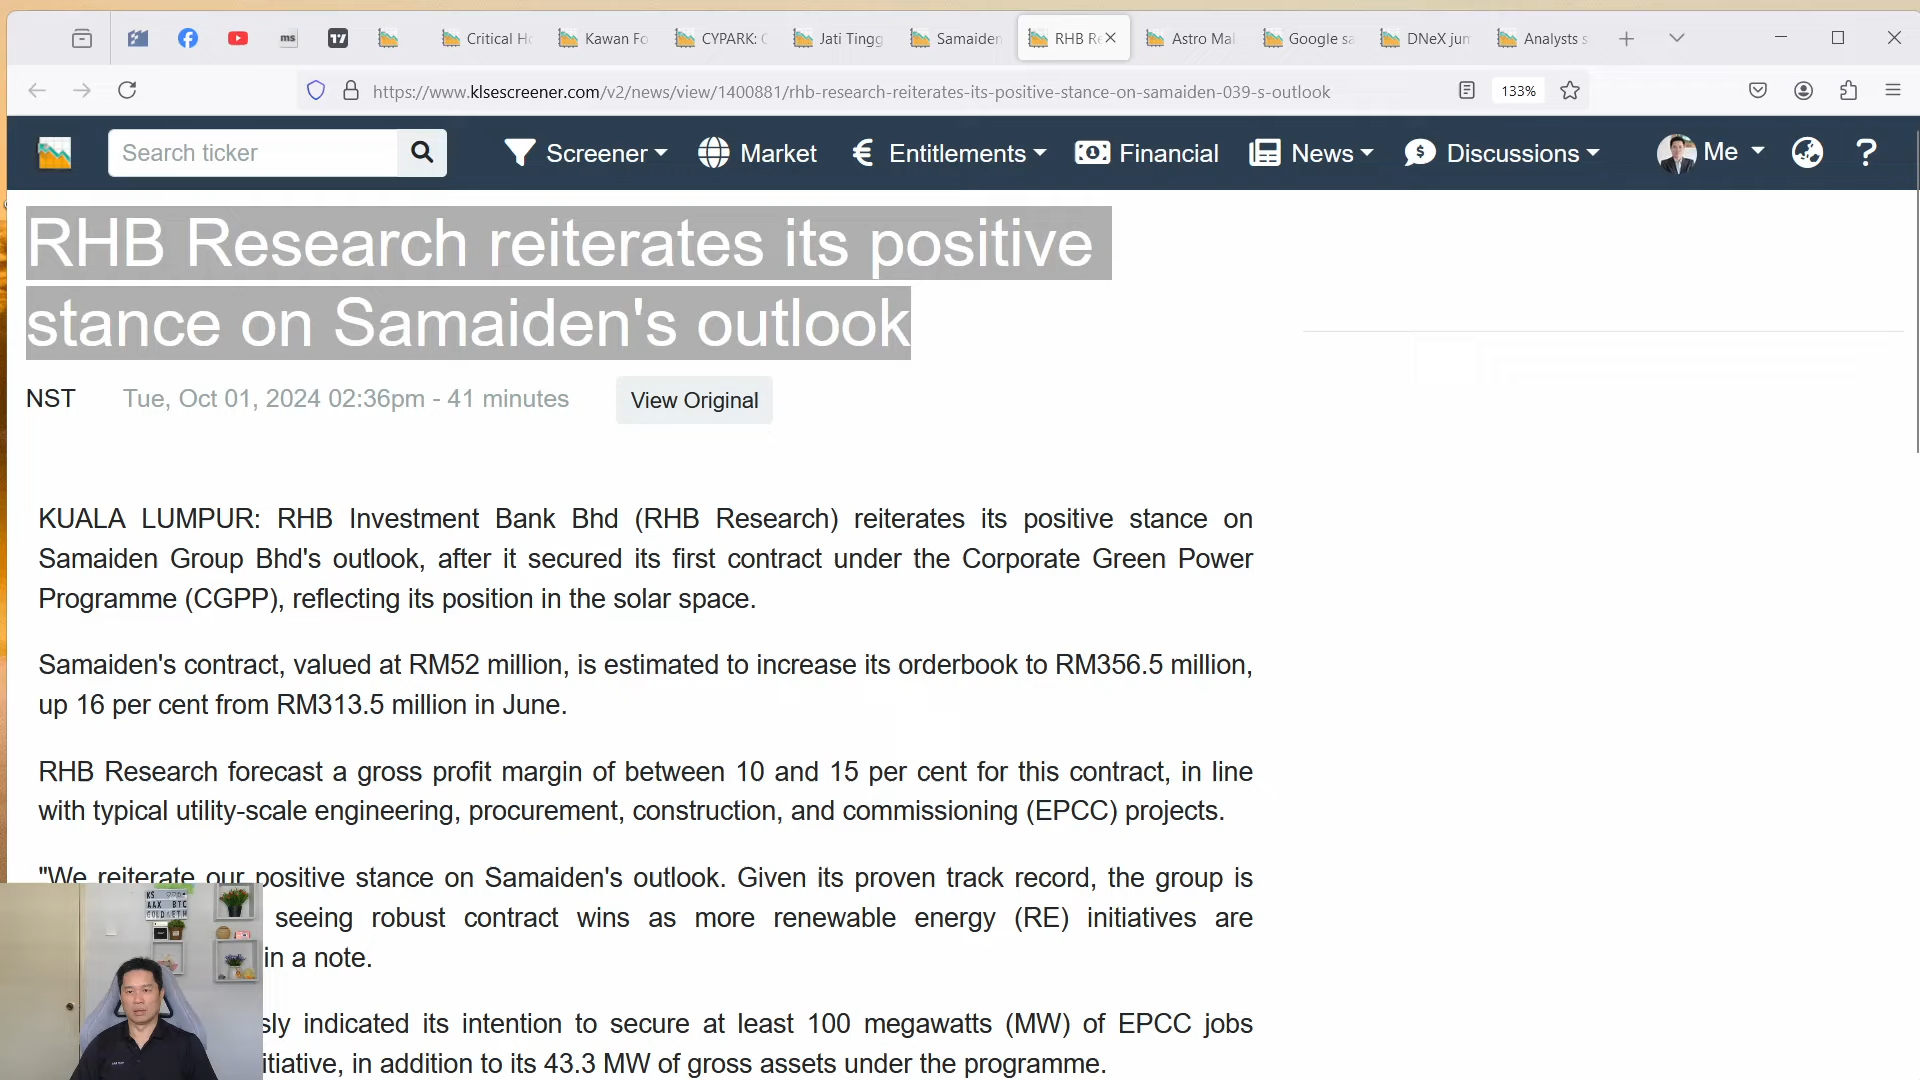 ms
Critical Ho
Kawan Fo
CYPARK: C
Jati Tingg
Samaiden
RHB Re
Astro Mal
Google sa
DNeX jun
Analysts s
https://www.klsescreener.com/v2/news/view/1400881/rhb-research-reiterates-its-positive-stance-on-samaiden-039-s-outlook
133%
Search ticker
Screener
Market
Entitlements
Financial
News
Discussions
Me
?
RHB Research reiterates its positive
stance on Samaiden's outlook
NST
Tue, Oct 01, 2024 02:36pm - 41 minutes
View Original
KUALA LUMPUR: RHB Investment Bank Bhd (RHB Research) reiterates its positive stance on
Samaiden Group Bhd's outlook, after it secured its first contract under the Corporate Green Power
Programme (CGPP), reflecting its position in the solar space.
Samaiden's contract, valued at RM52 million, is estimated to increase its orderbook to RM356.5 million,
up 16 per cent from RM313.5 million in June.
RHB Research forecast a gross profit margin of between 10 and 15 per cent for this contract, in line
with typical utility-scale engineering, procurement, construction, and commissioning (EPCC) projects.
"We reiterate our positive stance on Samaiden's outlook. Given its proven track record, the group is
seeing robust contract wins as more renewable energy (RE) initiatives are
in a note.
sly indicated its intention to secure at least 100 megawatts (MW) of EPCC jobs
itiative, in addition to its 43.3 MW of gross assets under the programme.
AAX BTC
GOLD ETH